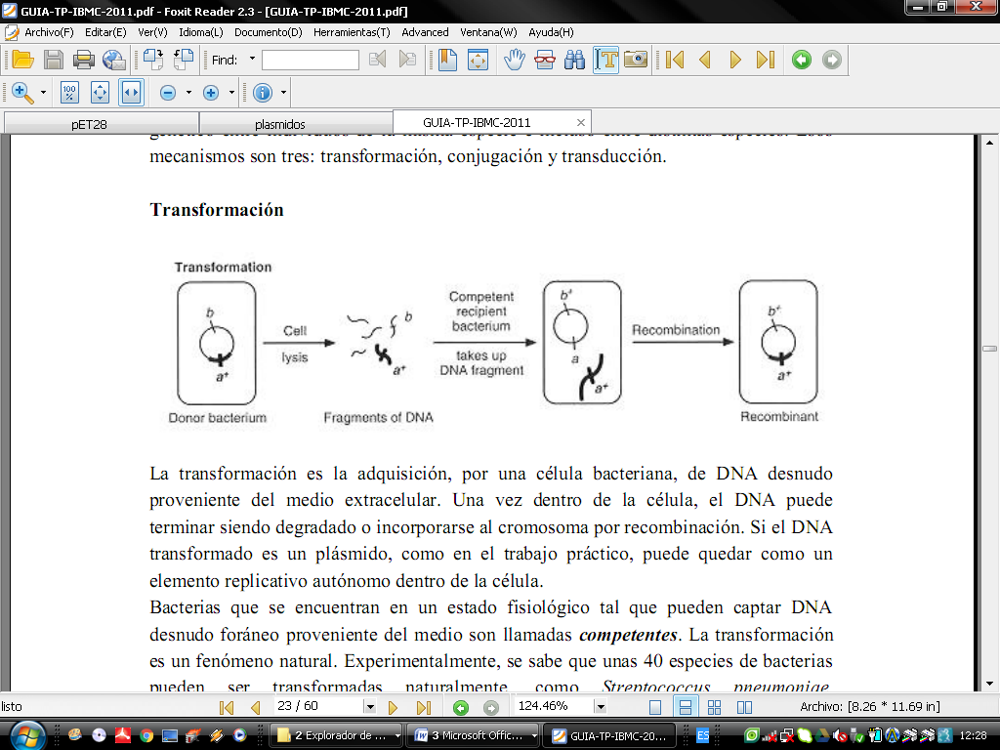 GUIA-TP-IBMC-2011.pdf - Foxit Reader 2.3 - [GUIA-TP-IBMC-2011.pdf]
Archivo(F) Editar(E) Ver(V) Idioma(L) Documento(D) Herramientas(T) Advanced Ventana(W) Ayuda(H)
Find:
100 %
pET28 plasmidos GUIA-TP-IBMC-2011
mecanismos son tres: transformación, conjugación y transducción.
Transformación
Transformation
b
a+
Donor bacterium
Cell
lysis
b
a+
Fragments of DNA
Competent
recipient
bacterium
takes up
DNA fragment
b+
a
a+
Recombination
b+
a+
Recombinant
La transformación es la adquisición, por una célula bacteriana, de DNA desnudo
proveniente del medio extracelular. Una vez dentro de la célula, el DNA puede
terminar siendo degradado o incorporarse al cromosoma por recombinación. Si el DNA
transformado es un plásmido, como en el trabajo práctico, puede quedar como un
elemento replicativo autónomo dentro de la célula.
Bacterias que se encuentran en un estado fisiológico tal que pueden captar DNA
desnudo foráneo proveniente del medio son llamadas competentes. La transformación
es un fenómeno natural. Experimentalmente, se sabe que unas 40 especies de bacterias
pueden ser transformadas naturalmente, como Streptococcus pneumoniae,
listo 23 / 60 124.46% Archivo: [8.26 * 11.69 in]
2 Explorador de ... 3 Microsoft Offic... GUIA-TP-IBMC-20... ES 12:28